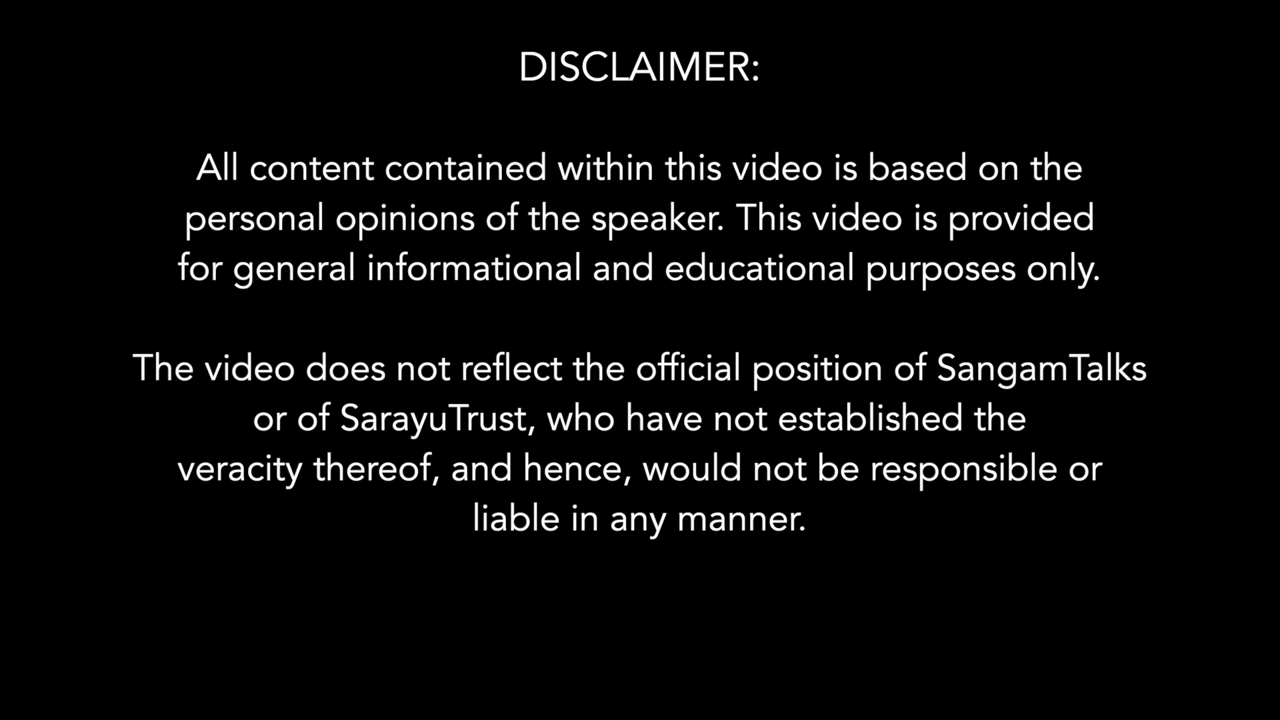 DISCLAIMER:
All content contained within this video is based on the
personal opinions of the speaker. This video is provided
for general informational and educational purposes only.
The video does not reflect the official position of SangamTalks
or of SarayuTrust, who have not established the
veracity thereof, and hence, would not be responsible or
liable in any manner.